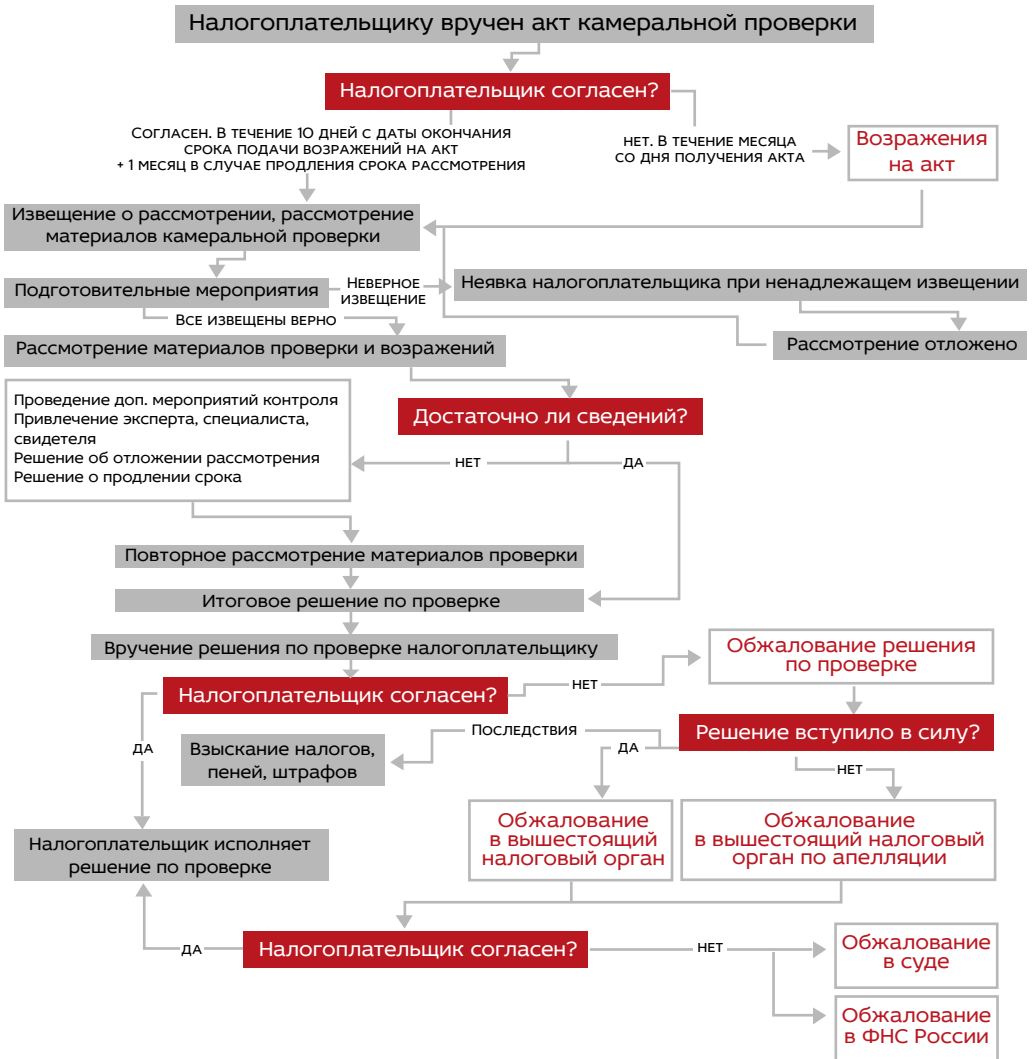 Налогоплательщику вручен акт камеральной проверки
Налогоплательщик согласен?
Согласен. В течение 10 дней с даты окончания
срока подачи возражений на акт
+ 1 месяц в случае продления срока рассмотрения
нет. В течение месяца
со дня получения акта
Возражения
на акт
Извещение о рассмотрении, рассмотрение
материалов камеральной проверки
Подготовительные мероприятия
Неверное
извещение
Неявка налогоплательщика при ненадлежащем извещении
Все извещены верно
Рассмотрение отложено
Рассмотрение материалов проверки и возражений
Проведение доп. мероприятий контроля
Привлечение эксперта, специалиста,
свидетеля
Решение об отложении рассмотрения
Решение о продлении срока
Достаточно ли сведений?
нет
да
Повторное рассмотрение материалов проверки
Итоговое решение по проверке
Вручение решения по проверке налогоплательщику
Обжалование решения
по проверке
Налогоплательщик согласен?
нет
Последствия
Решение вступило в силу?
да
Взыскание налогов,
пеней, штрафов
да
нет
Обжалование
в вышестоящий
налоговый орган
Обжалование
в вышестоящий налоговый
орган по апелляции
Налогоплательщик исполняет
решение по проверке
да
Налогоплательщик согласен?
нет
Обжалование
в суде
Обжалование
в ФНС России